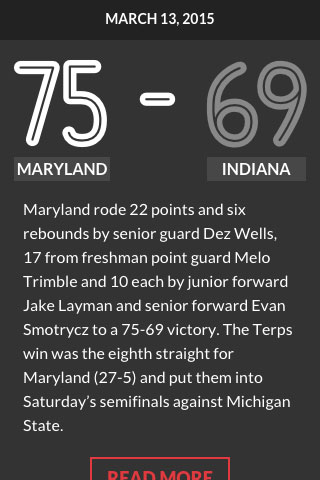 MARCH 13, 2015
75 - 69
MARYLAND INDIANA
Maryland rode 22 points and six
rebounds by senior guard Dez Wells,
17 from freshman point guard Melo
Trimble and 10 each by junior forward
Jake Layman and senior forward Evan
Smotrycz to a 75-69 victory. The Terps
win was the eighth straight for
Maryland (27-5) and put them into
Saturday's semifinals against Michigan
State.
READ MORE